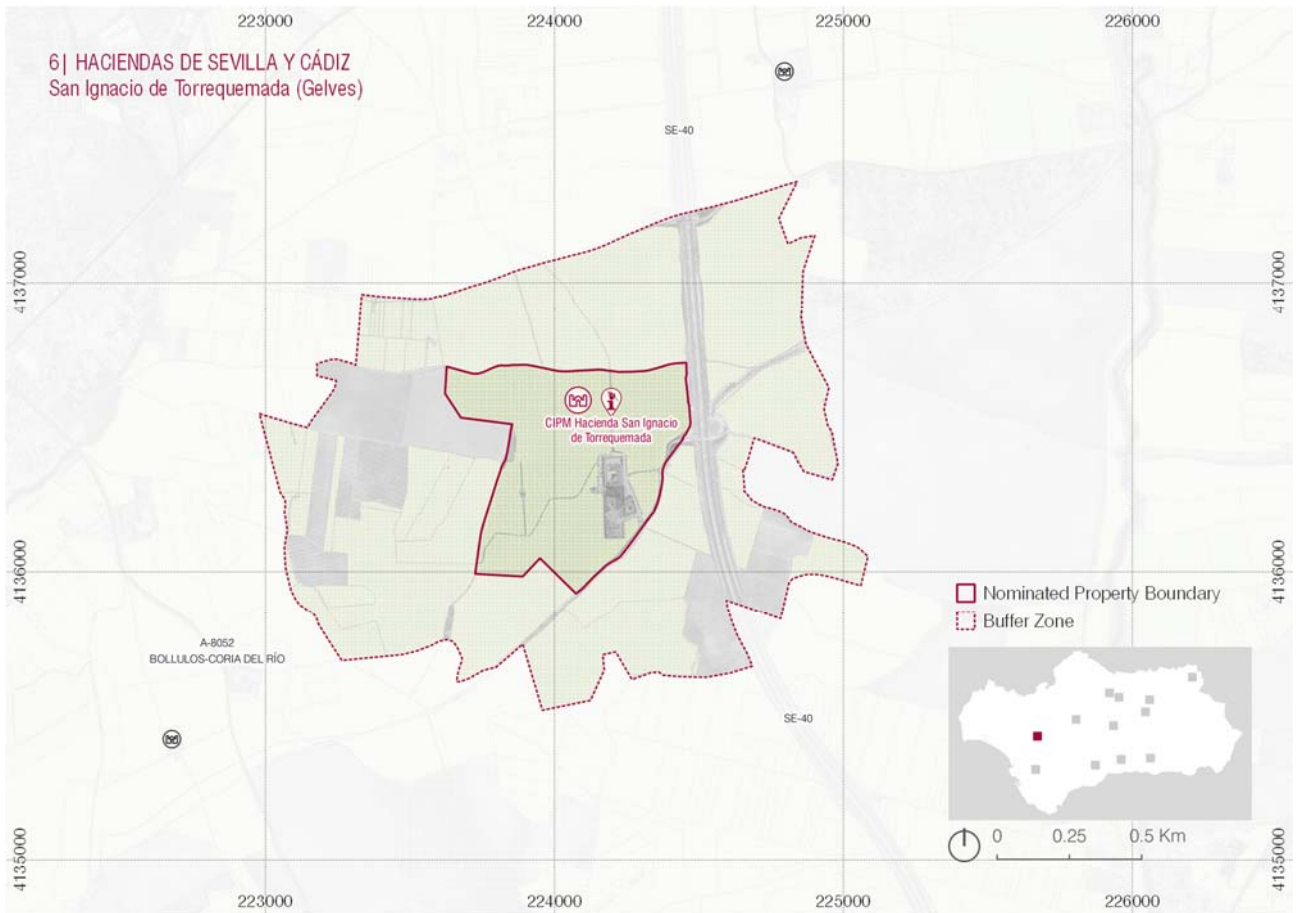 223000
224000
225000
226000
6| HACIENDAS DE SEVILLA Y CÁDIZ
San Ignacio de Torrequemada (Gelves)
SE-40
4137000
4137000
CIPM Hacienda San Ignacio
de Torrequemada
4136000
4136000
Nominated Property Boundary
Buffer Zone
A-8052
BOLLULOS-CORIA DEL RÍO
SE-40
0 0.25 0.5 Km
4135000
4135000
223000
224000
225000
226000